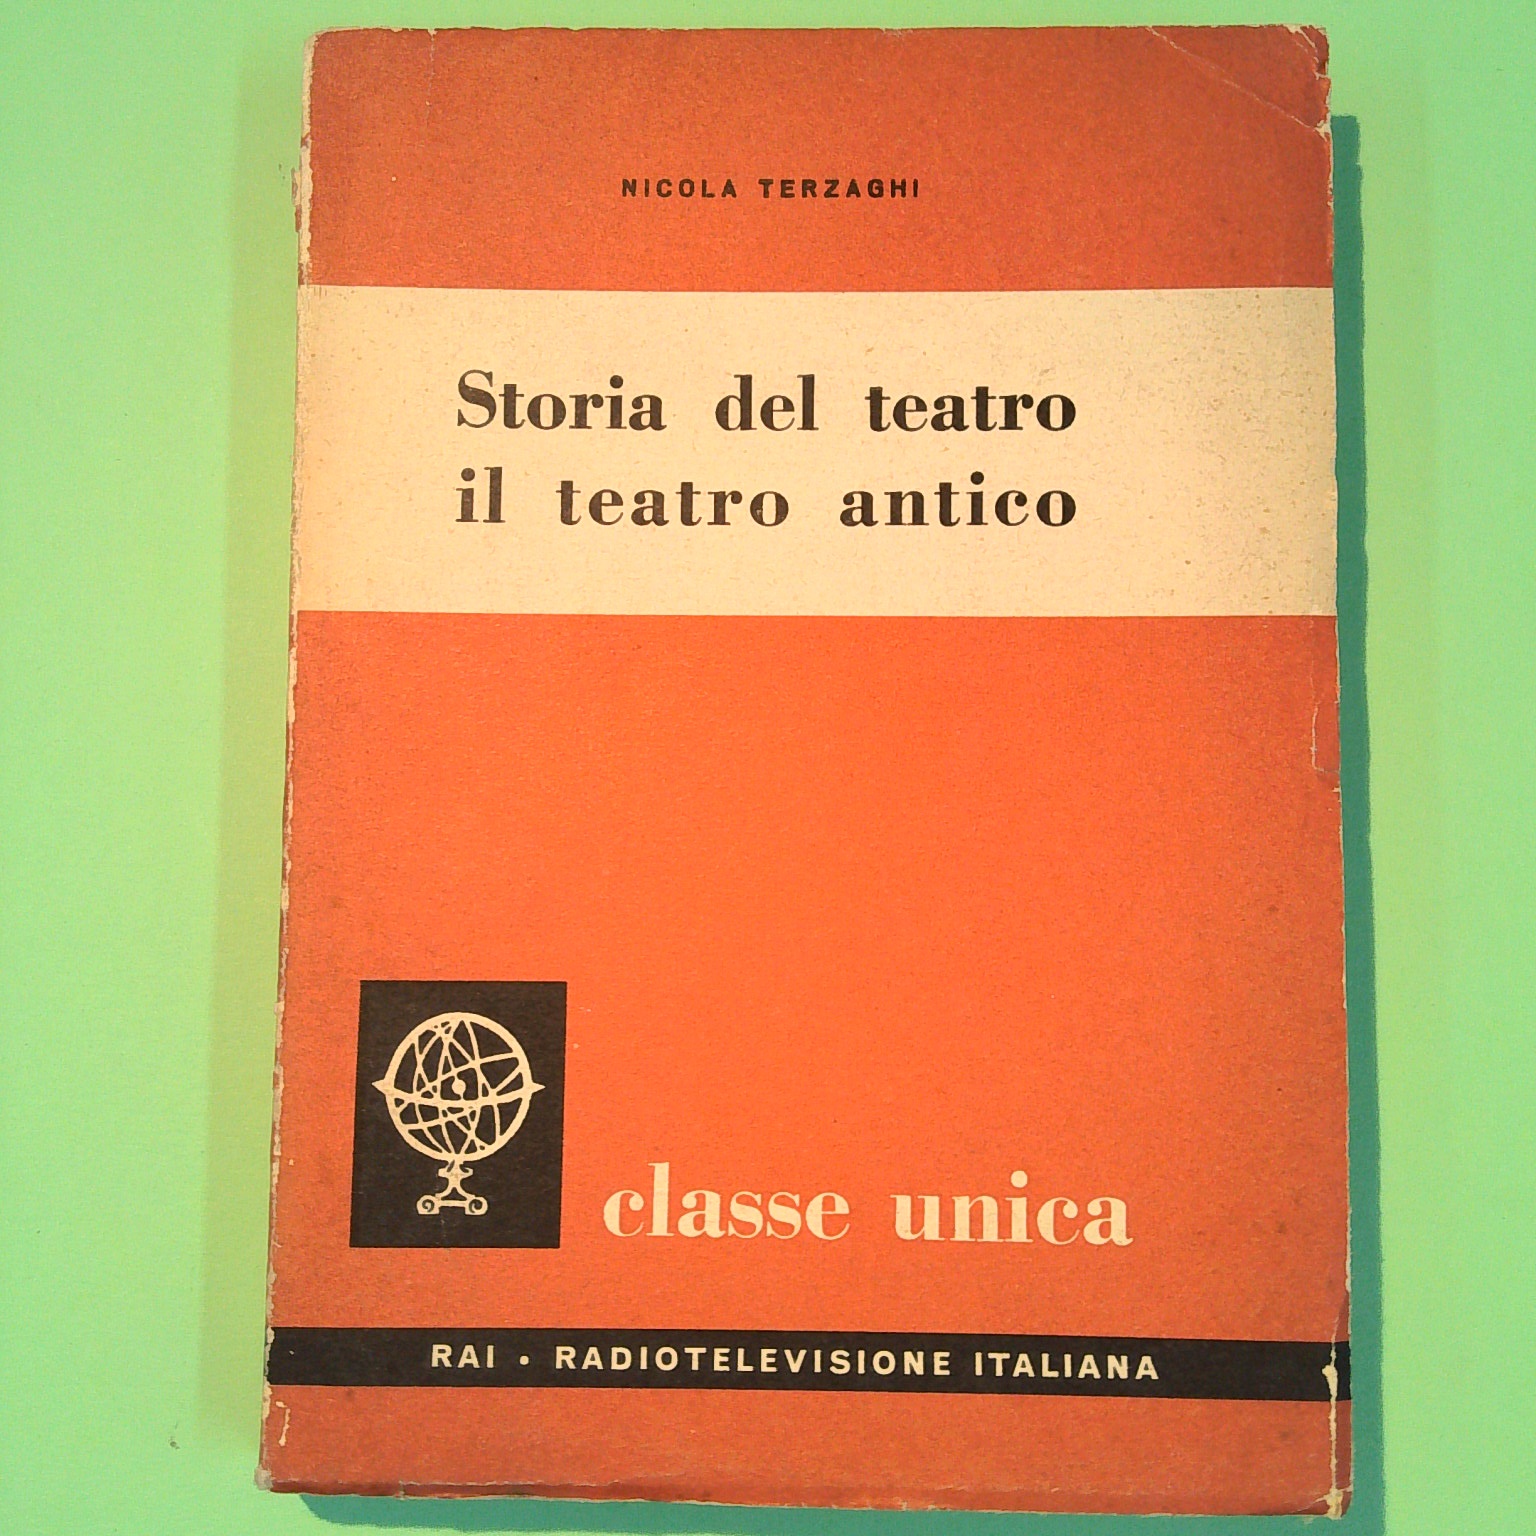 NICOLA TERZAGHI
Storia del teatro
il teatro antico
classe unica
RAI • RADIOTELEVISIONE ITALIANA